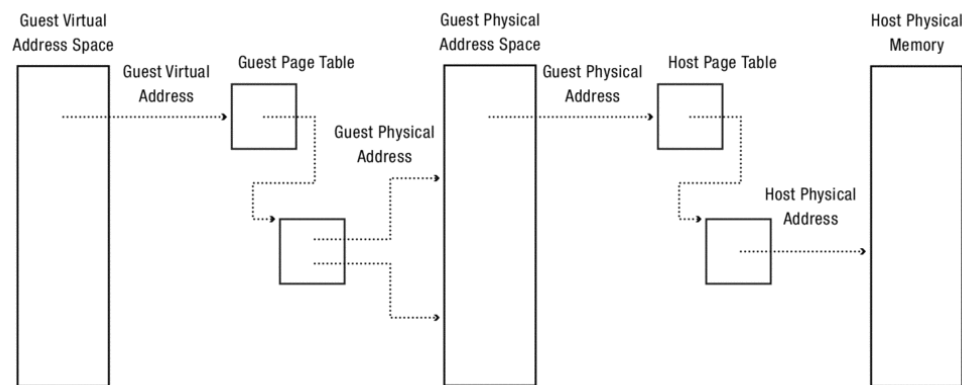 Guest Virtual
Address Space
Guest Virtual
Address
Guest Page Table
Guest Physical
Address
Guest Physical
Address Space
Guest Physical
Address
Host Page Table
Host Physical
Address
Host Physical
Memory